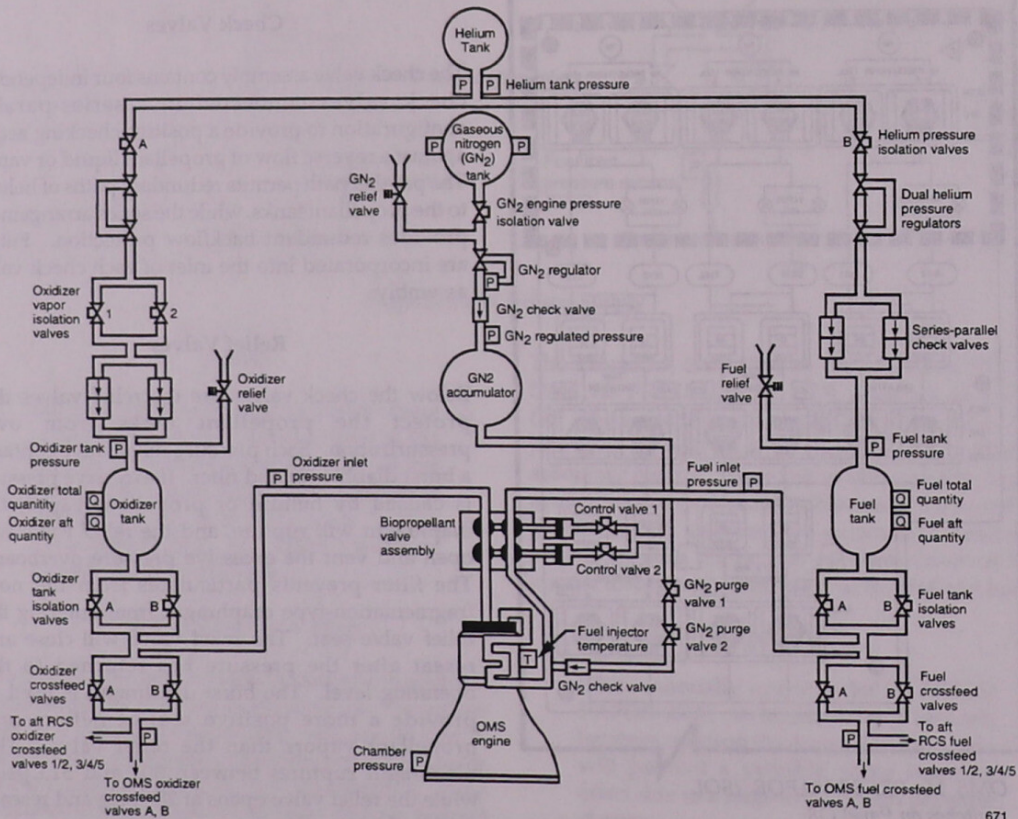 Helium
Tank
P
P
Helium tank pressure
A
Gaseous
nitrogen
(GN2)
tank
P
P
B
Helium pressure
isolation valves
GN2
relief
valve
GN2 engine pressure
isolation valve
Dual helium
pressure
regulators
GN2 regulator
P
Oxidizer
vapor
isolation
valves
1
2
GN2 check valve
P
GN2 regulated pressure
Series-parallel
check valves
Oxidizer
relief
valve
GN2
accumulator
Fuel
relief
valve
Oxidizer tank
pressure
P
P
Fuel tank
pressure
Oxidizer total
quantity
Q
Oxidizer aft
quantity
Q
Oxidizer
tank
P
Oxidizer inlet
pressure
Fuel inlet
pressure
P
Fuel
tank
Q
Fuel total
quantity
Q
Fuel aft
quantity
Biopropellant
valve
assembly
Control valve 1
Control valve 2
Oxidizer
tank
isolation
valves
A
B
GN2 purge
valve 1
GN2 purge
valve 2
A
B
Fuel tank
isolation
valves
T
Fuel injector
temperature
GN2 check valve
Oxidizer
crossfeed
valves
A
B
A
B
Fuel
crossfeed
valves
OMS
engine
Chamber
pressure
P
To aft RCS
oxidizer
crossfeed
valves 1/2, 3/4/5
P
P
To aft
RCS fuel
crossfeed
valves 1/2, 3/4/5
To OMS oxidizer
crossfeed
valves A, B
To OMS fuel crossfeed
valves A, B
671